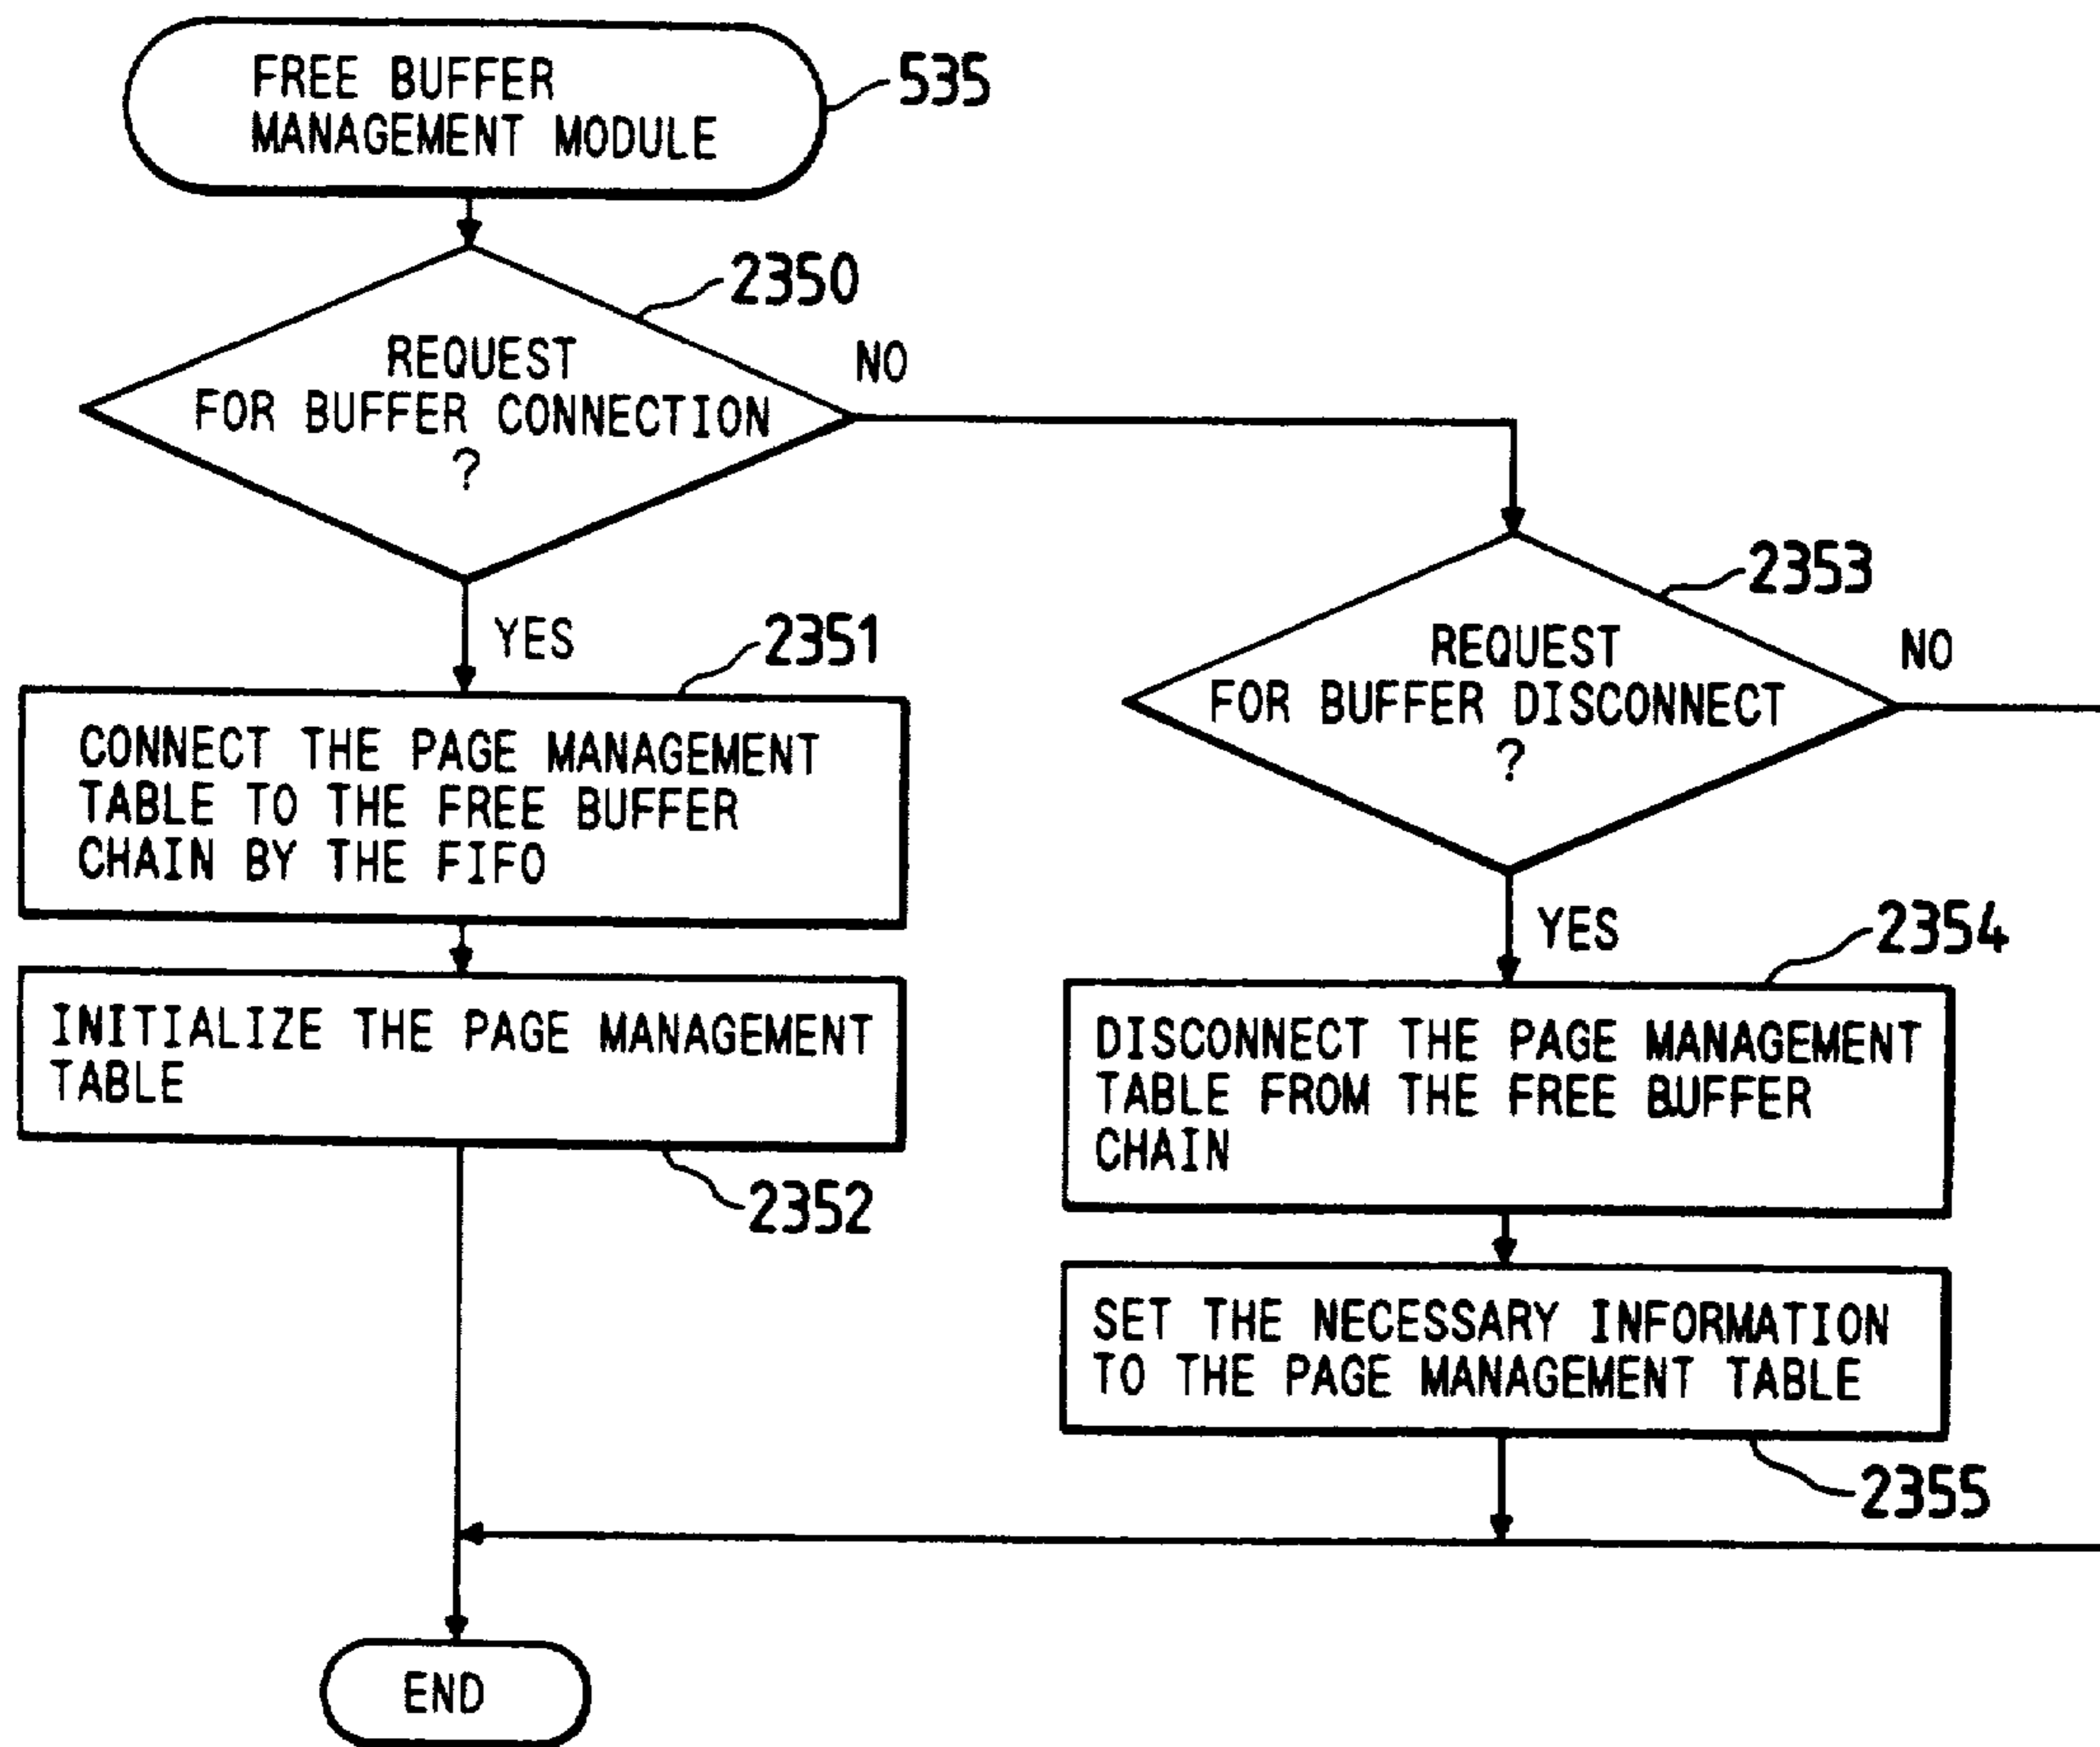 FREE BUFFER
MANAGEMENT MODULE
535
2350
REQUEST
FOR BUFFER CONNECTION
?
NO
YES
2351
CONNECT THE PAGE MANAGEMENT
TABLE TO THE FREE BUFFER
CHAIN BY THE FIFO
INITIALIZE THE PAGE MANAGEMENT
TABLE
2352
2353
REQUEST
FOR BUFFER DISCONNECT
?
NO
YES
2354
DISCONNECT THE PAGE MANAGEMENT
TABLE FROM THE FREE BUFFER
CHAIN
SET THE NECESSARY INFORMATION
TO THE PAGE MANAGEMENT TABLE
2355
END